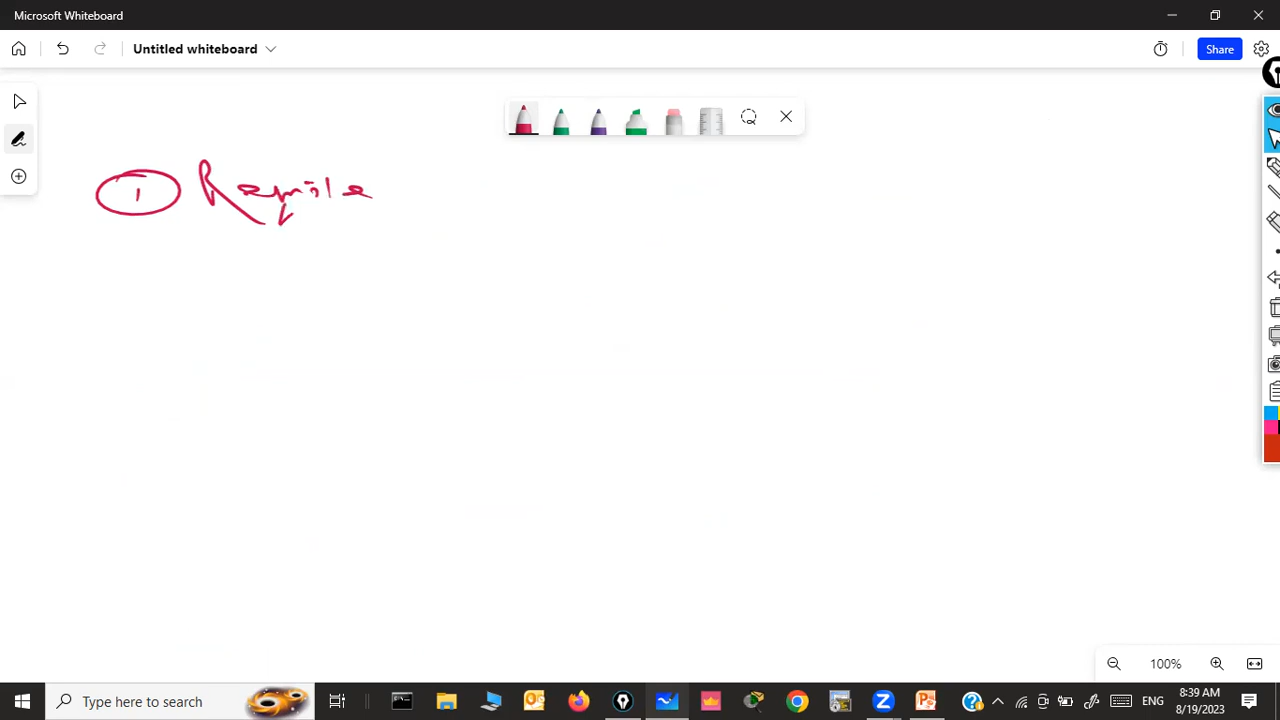 Microsoft Whiteboard
Untitled whiteboard
Share
1
100%
Type here to search
ENG
8:39 AM
8/19/2023